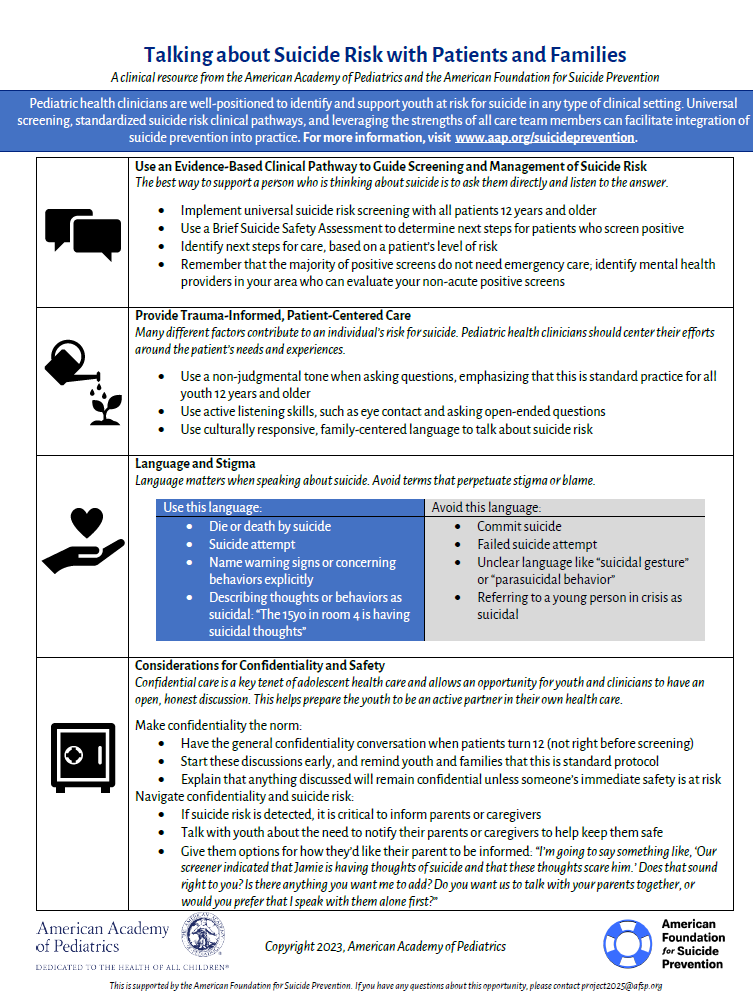 Talking about Suicide Risk with Patients and Families
A clinical resource from the American Academy of Pediatrics and the American Foundation for Suicide Prevention
Pediatric health clinicians are well-positioned to identify and support youth at risk for suicide in any type of clinical setting. Universal
screening, standardized suicide risk clinical pathways, and leveraging the strengths of all care team members can facilitate integration of
suicide prevention into practice. For more information, visit www.aap.org/suicideprevention.
Use an Evidence-Based Clinical Pathway to Guide Screening and Management of Suicide Risk
The best way to support a person who is thinking about suicide is to ask them directly and listen to the answer.
• Implement universal suicide risk screening with all patients 12 years and older
• Use a Brief Suicide Safety Assessment to determine next steps for patients who screen positive
• Identify next steps for care, based on a patient's level of risk
• Remember that the majority of positive screens do not need emergency care; identify mental health
providers in your area who can evaluate your non-acute positive screens
Provide Trauma-Informed, Patient-Centered Care
Many different factors contribute to an individual's risk for suicide. Pediatric health clinicians should center their efforts
around the patient's needs and experiences.
• Use a non-judgmental tone when asking questions, emphasizing that this is standard practice for all
youth 12 years and older
• Use active listening skills, such as eye contact and asking open-ended questions
• Use culturally responsive, family-centered language to talk about suicide risk
Language and Stigma
Language matters when speaking about suicide. Avoid terms that perpetuate stigma or blame.
Use this language:
• Die or death by suicide
• Suicide attempt
• Name warning signs or concerning
behaviors explicitly
• Describing thoughts or behaviors as
suicidal: “The 15yo in room 4 is having
suicidal thoughts”
Avoid this language:
• Commit suicide
• Failed suicide attempt
• Unclear language like “suicidal gesture”
or “parasuicidal behavior”
• Referring to a young person in crisis as
suicidal
Considerations for Confidentiality and Safety
Confidential care is a key tenet of adolescent health care and allows an opportunity for youth and clinicians to have an
open, honest discussion. This helps prepare the youth to be an active partner in their own health care.
Make confidentiality the norm:
• Have the general confidentiality conversation when patients turn 12 (not right before screening)
• Start these discussions early, and remind youth and families that this is standard protocol
• Explain that anything discussed will remain confidential unless someone's immediate safety is at risk
Navigate confidentiality and suicide risk:
• If suicide risk is detected, it is critical to inform parents or caregivers
• Talk with youth about the need to notify their parents or caregivers to help keep them safe
• Give them options for how they'd like their parent to be informed: “I'm going to say something like, ‘Our
screener indicated that Jamie is having thoughts of suicide and that these thoughts scare him.’ Does that sound
right to you? Is there anything you want me to add? Do you want us to talk with your parents together, or
would you prefer that I speak with them alone first?”
American Academy
of Pediatrics
DEDICATED TO THE HEALTH OF ALL CHILDREN®
Copyright 2023, American Academy of Pediatrics
American
Foundation
for Suicide
Prevention
This is supported by the American Foundation for Suicide Prevention. If you have any questions about this opportunity, please contact project2025@afsp.org